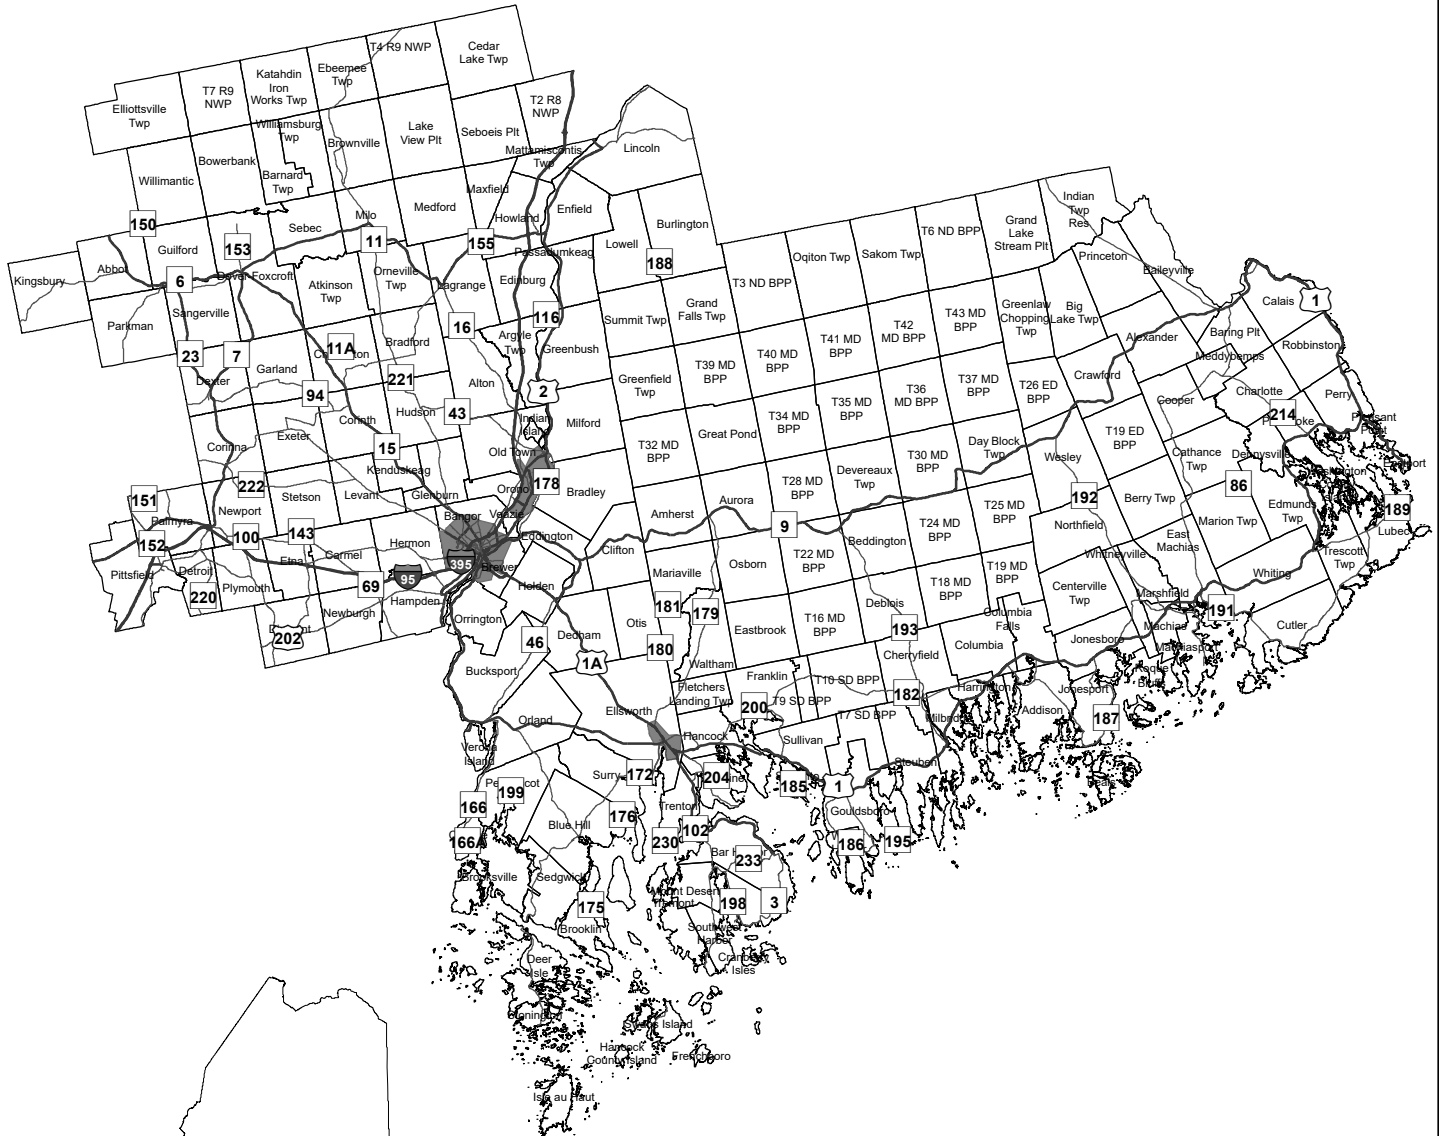 T4 R9 NWP
Cedar
Lake Twp
Ebeemee
Twp
Katahdin
Iron
Works Twp
T7 R9
NWP
Elliottsville
Twp
T2 R8
NWP
Williamsburg
Twp
Brownville
Lake
View Plt
Seboeis Plt
Mattamiscontis
Twp
Lincoln
Bowerbank
Willimantic
Barnard
Twp
Maxfield
Medford
Howland
Enfield
Burlington
Indian
Twp
Res
150
Guilford
153
Sebec
Milo
11
155
Passadumkeag
Lowell
188
T6 ND BPP
Grand
Lake
Stream Plt
Oqiton Twp
Sakom Twp
T3 ND BPP
Princeton
Baileyville
Kingsbury
Abbot
6
Dover-Foxcroft
Atkinson
Twp
Orneville
Twp
Lagrange
Edinburg
Parkman
Sangerville
16
116
Argyle
Twp
Greenbush
Summit Twp
Grand
Falls Twp
Greenlaw
Chopping
Twp
Big
Lake Twp
T43 MD
BPP
T42
MD BPP
T41 MD
BPP
T40 MD
BPP
T39 MD
BPP
Calais
1
Baring Plt
Robbinston
Alexander
Meddybemps
23
7
11A
Bradford
Garland
Dexter
94
221
Alton
2
Greenfield
Twp
T36
MD BPP
T37 MD
BPP
T26 ED
BPP
Crawford
Charlotte
Perry
Cooper
214
Hudson
43
Indian
Island
Milford
Corinth
Exeter
Corinna
15
Old Town
T32 MD
BPP
Great Pond
T34 MD
BPP
T35 MD
BPP
Day Block
Twp
T30 MD
BPP
Wesley
T19 ED
BPP
Cathance
Twp
Dennysville
Eastport
Kenduskeag
222
Stetson
Levant
Glenburn
Orono
178
Bradley
Devereaux
Twp
T28 MD
BPP
192
Berry Twp
86
Edmunds
Twp
189
Lubec
151
Newport
Palmyra
Bangor
Veazie
Amherst
Aurora
9
T25 MD
BPP
T24 MD
BPP
Northfield
Marion Twp
152
100
143
Etna
Carmel
Hermon
Eddington
Clifton
Beddington
East
Machias
Whitneyville
Trescott
Twp
Pittsfield
Detroit
Plymouth
220
69
95
395
Brewer
Holden
Hampden
Mariaville
Osborn
T22 MD
BPP
T19 MD
BPP
T18 MD
BPP
Whiting
Centerville
Twp
Marshfield
191
Newburgh
202
Orrington
46
Dedham
Otis
181
179
180
Eastbrook
T16 MD
BPP
Deblois
193
Columbia
Falls
Machias
Cutler
Jonesboro
Machiasport
Cherryfield
Columbia
Bucksport
1A
Waltham
Franklin
T10 SD BPP
Fletchers
Landing Twp
200
T9 SD BPP
182
Harrington
Jonesport
Roque
Bluffs
Ellsworth
Orland
T7 SD BPP
Milbridge
Addison
187
Hancock
Sullivan
Verona
Island
Steuben
Beals
Surry
172
204
185
1
199
166
Trenton
Gouldsboro
176
Blue Hill
102
166A
230
186
195
233
Brooksville
Sedgwick
Mount Desert
Tremont
198
3
175
Brooklin
Southwest
Harbor
Cranberry
Isles
Deer
Isle
Stonington
Swans Island
Hancock
County Island
Frenchboro
Isle au Haut